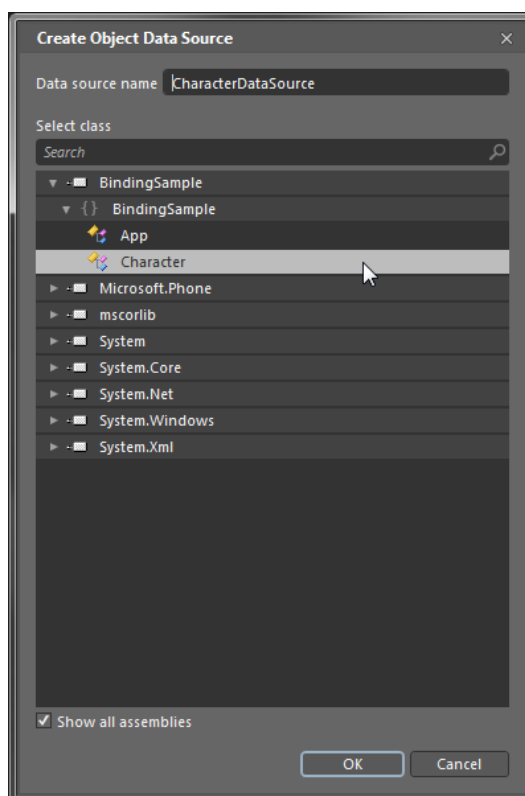 Create Object Data Source
Data source name CharacterDataSource
Select class
Search
BindingSample
{} BindingSample
App
Character
Microsoft.Phone
mscorlib
System
System.Core
System.Net
System.Windows
System.Xml
Show all assemblies
OK Cancel